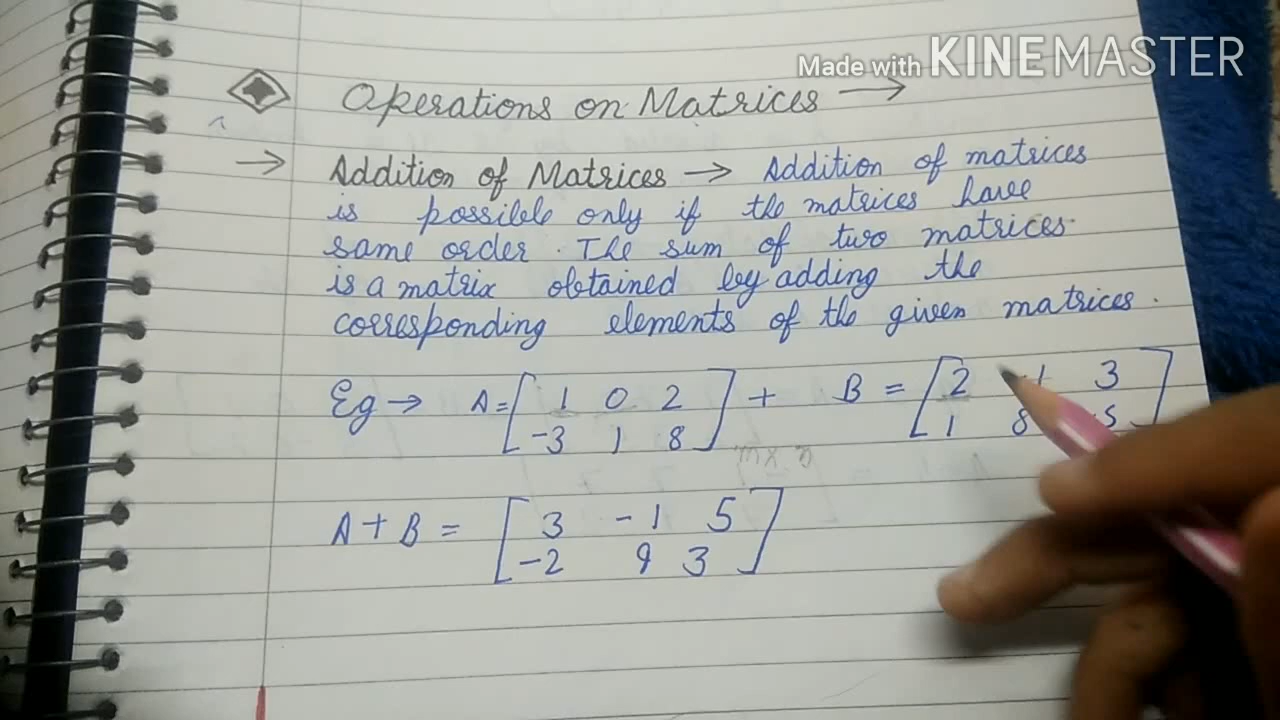 Made with KINEMASTER
Operations on Matrices →
→ Addition of Matrices → Addition of matrices
is possible only if the matrices have
same order. The sum of two matrices
is a matrix obtained by adding the
corresponding elements of the given matrices.
Eg → A = [ 1 0 2 ] + B = [ 2 -1 3 ]
[ -3 1 8 ] [ 1 8 -5 ]
A + B = [ 3 -1 5 ]
[ -2 9 3 ]